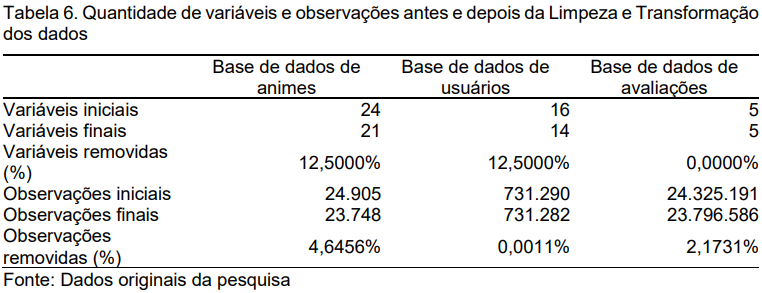 Tabela 6. Quantidade de variáveis e observações antes e depois da Limpeza e Transformação
dos dados
Base de dados de Base de dados de Base de dados de
animes usuários avaliações
Variáveis iniciais 24 16 5
Variáveis finais 21 14 5
Variáveis removidas
(%) 12,5000% 12,5000% 0,0000%
Observações iniciais 24.905 731.290 24.325.191
Observações finais 23.748 731.282 23.796.586
Observações
removidas (%) 4,6456% 0,0011% 2,1731%
Fonte: Dados originais da pesquisa